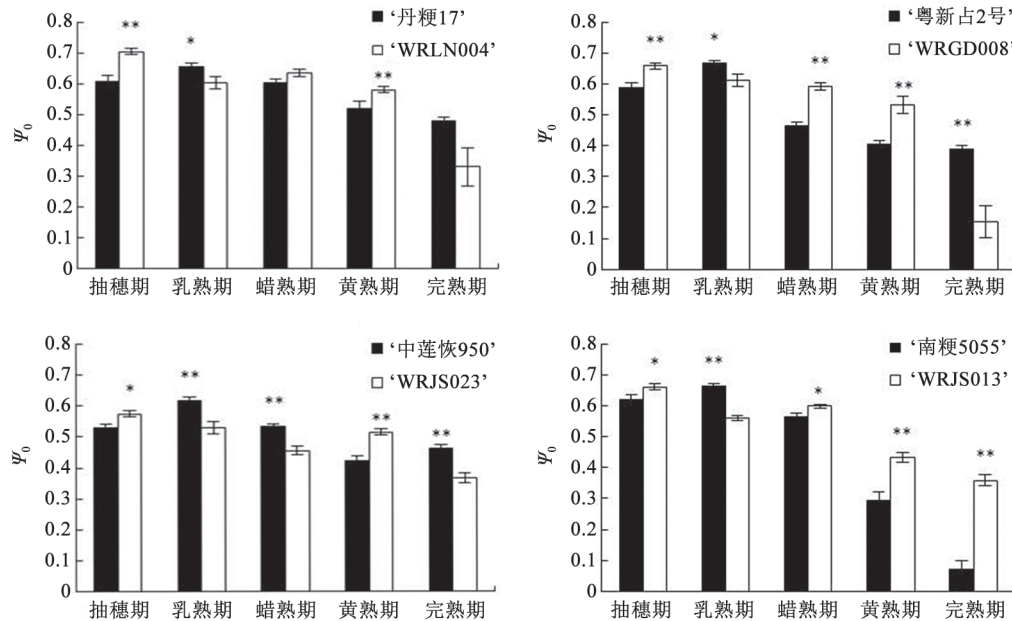 0.8
0.7
0.6
0.5
0.4
0.3
0.2
0.1
0
Ψ₀
'丹粳17'
'WRLN004'
** * **
抽穗期 乳熟期 蜡熟期 黄熟期 完熟期
0.8
0.7
0.6
0.5
0.4
0.3
0.2
0.1
0
Ψ₀
'粤新占2号'
'WRGD008'
** * ** ** **
抽穗期 乳熟期 蜡熟期 黄熟期 完熟期
0.8
0.7
0.6
0.5
0.4
0.3
0.2
0.1
0
Ψ₀
'中莲恢950'
'WRJS023'
* ** ** ** **
抽穗期 乳熟期 蜡熟期 黄熟期 完熟期
0.8
0.7
0.6
0.5
0.4
0.3
0.2
0.1
0
Ψ₀
'南粳5055'
'WRJS013'
* ** * ** **
抽穗期 乳熟期 蜡熟期 黄熟期 完熟期